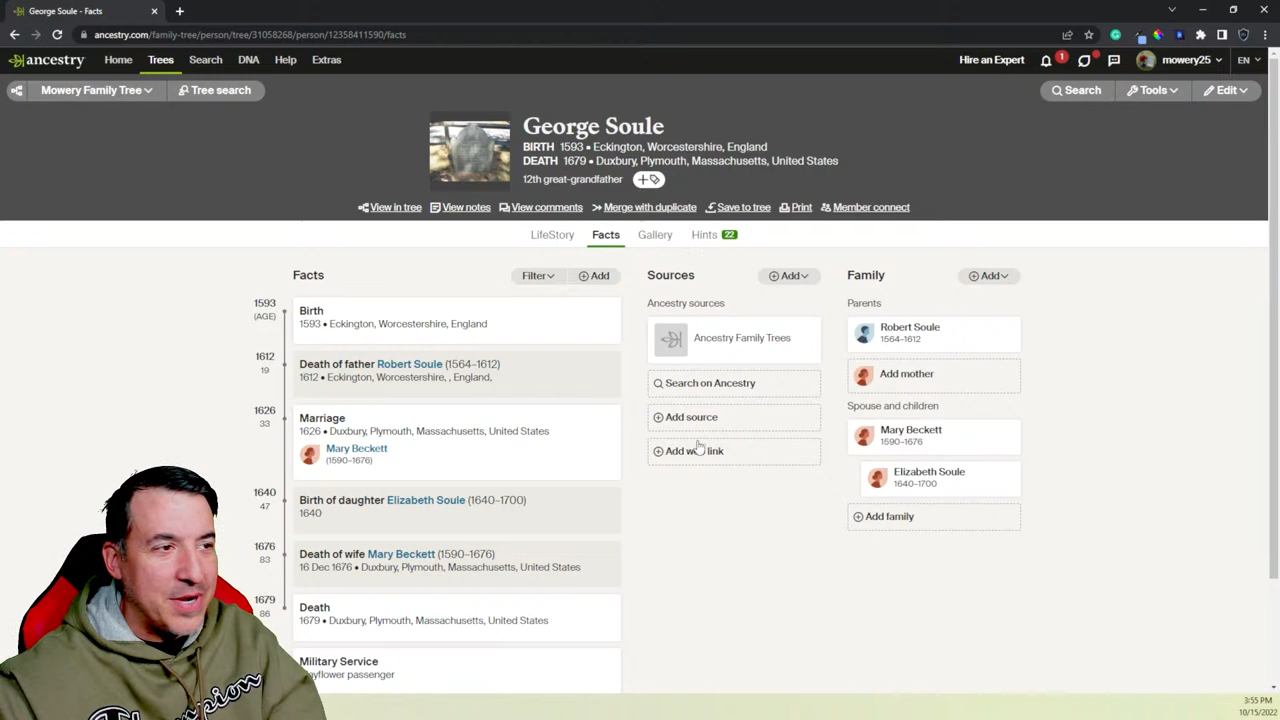 George Soule - Facts
ancestry.com/family-tree/person/tree/31058268/person/12358411590/facts
ancestry Home Trees Search DNA Help Extras Hire an Expert 1 mowery25 EN
Mowery Family Tree Tree search Search Tools Edit
George Soule
BIRTH 1593 • Eckington, Worcestershire, England
DEATH 1679 • Duxbury, Plymouth, Massachusetts, United States
12th great-grandfather
View in tree View notes View comments Merge with duplicate Save to tree Print Member connect
LifeStory Facts Gallery Hints 22
Facts Filter Add
1593
(AGE)
Birth
1593 • Eckington, Worcestershire, England
1612
19
Death of father Robert Soule (1564–1612)
1612 • Eckington, Worcestershire, , England,
1626
33
Marriage
1626 • Duxbury, Plymouth, Massachusetts, United States
Mary Beckett
(1590–1676)
1640
47
Birth of daughter Elizabeth Soule (1640–1700)
1640
1676
83
Death of wife Mary Beckett (1590–1676)
16 Dec 1676 • Duxbury, Plymouth, Massachusetts, United States
1679
86
Death
1679 • Duxbury, Plymouth, Massachusetts, United States
Military Service
passenger
Sources Add
Ancestry sources
Ancestry Family Trees
Search on Ancestry
Add source
Add link
Family Add
Parents
Robert Soule
1564–1612
Add mother
Spouse and children
Mary Beckett
1590–1676
Elizabeth Soule
1640–1700
Add family
Champion
3:55 PM
10/15/2022